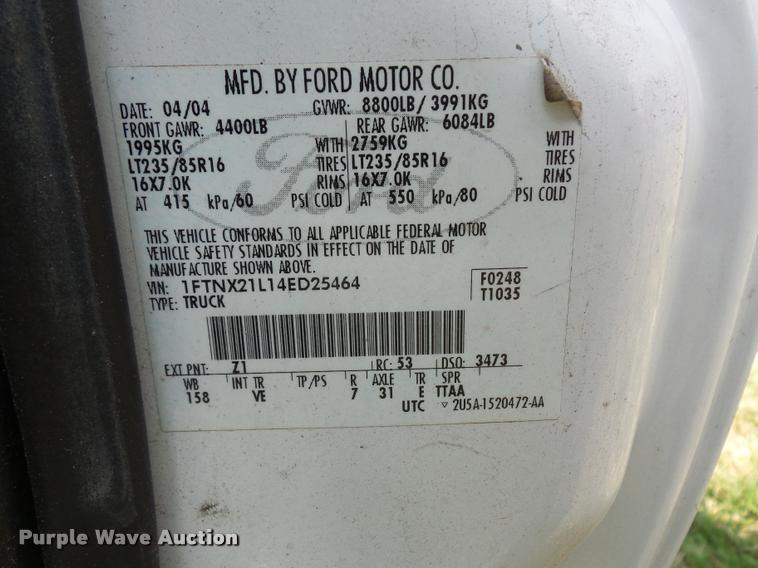 MFD. BY FORD MOTOR CO.
DATE: 04/04 GVWR: 8800LB/ 3991KG
FRONT GAWR: 4400LB REAR GAWR: 6084LB
1995KG WITH 2759KG WITH
LT235/85R16 TIRES LT235/85R16 TIRES
16X7.0K RIMS 16X7.0K RIMS
AT 415 kPa/60 PSI COLD AT 550 kPa/80 PSI COLD
Ford
THIS VEHICLE CONFORMS TO ALL APPLICABLE FEDERAL MOTOR
VEHICLE SAFETY STANDARDS IN EFFECT ON THE DATE OF
MANUFACTURE SHOWN ABOVE.
VIN: 1FTNX21L14ED25464 F0248
TYPE: TRUCK T1035
EXT PNT: Z1 RC: 53 DSO: 3473
WB INT TR TP/PS R AXLE TR SPR
158 VE 7 31 E TTAA
UTC ▽ 2U5A-1520472-AA
Purple Wave Auction